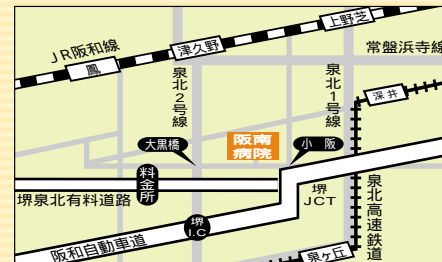 上野芝
JR阪和線
津久野
常盤浜寺線
鳳
泉北2号線
泉北1号線
深井
大黒橋
阪南
病院
小阪
料金所
堺泉北有料道路
堺
JCT
泉北高速鉄道
堺
I.C
阪和自動車道
泉ヶ丘